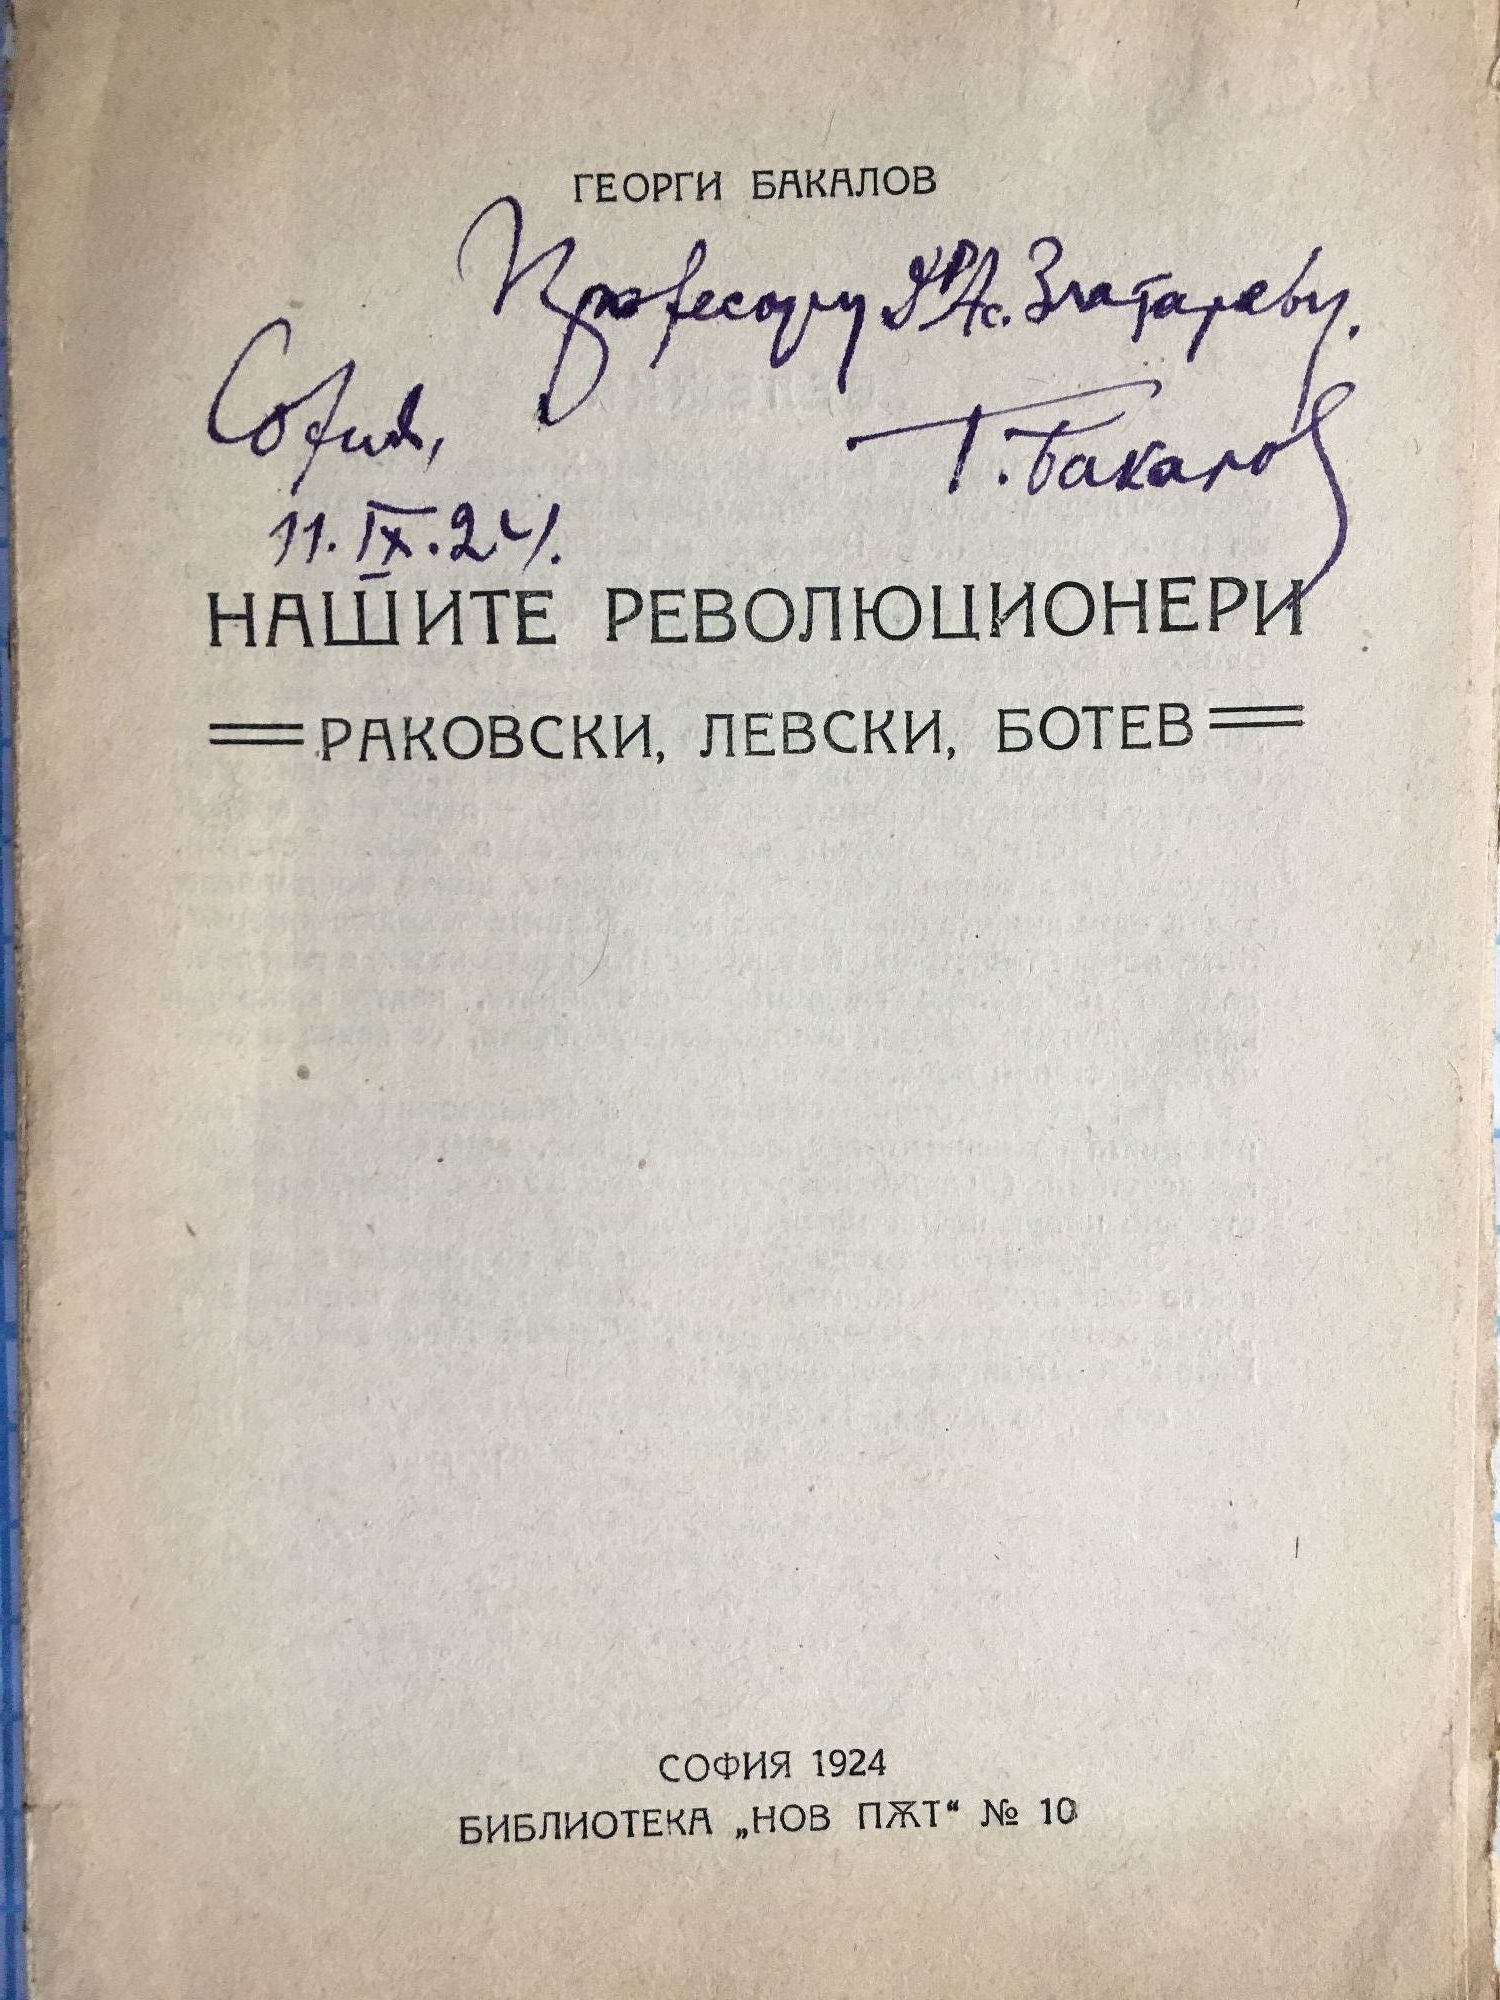 ГЕОРГИ БАКАЛОВ
Професору Д-р Ас. Златареву.
София,
Г. Бакалов
11. IX. 24.
НАШИТЕ РЕВОЛЮЦИОНЕРИ
РАКОВСКИ, ЛЕВСКИ, БОТЕВ
СОФИЯ 1924
БИБЛИОТЕКА „НОВ ПѪТ“ № 10